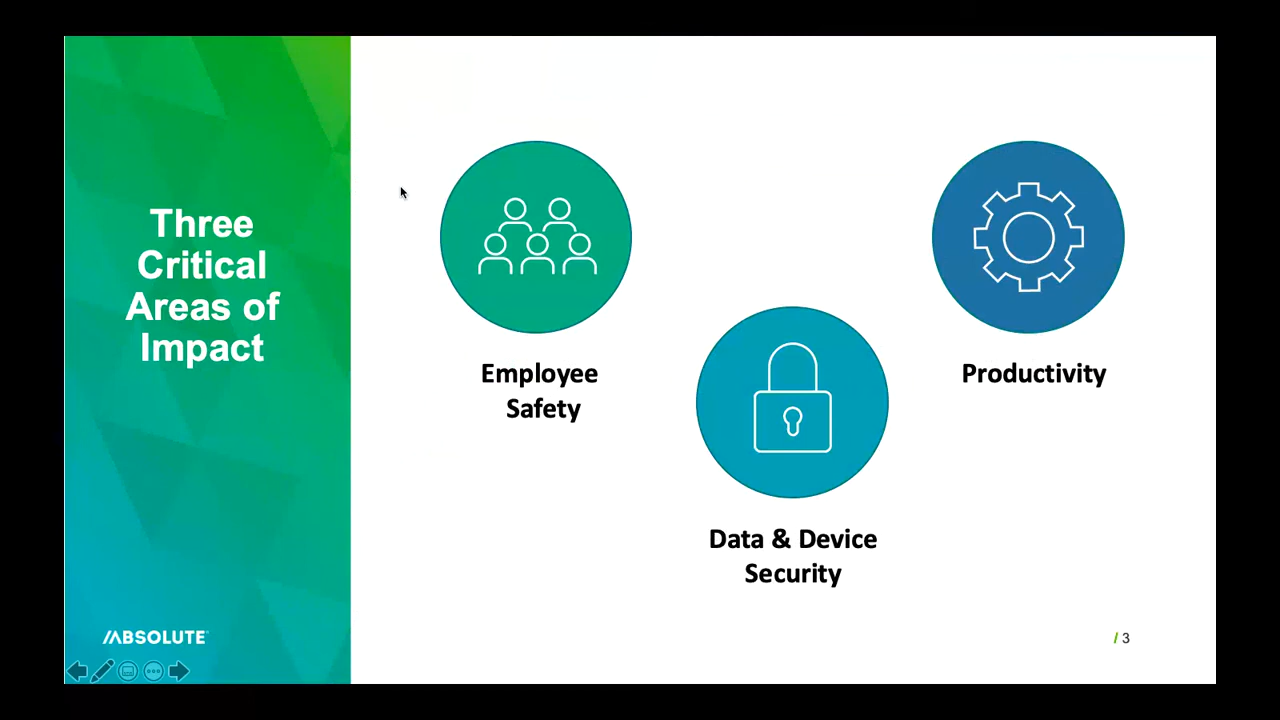 Three
Critical
Areas of
Impact
Employee
Safety
Data & Device
Security
Productivity
ABSOLUTE
/ 3